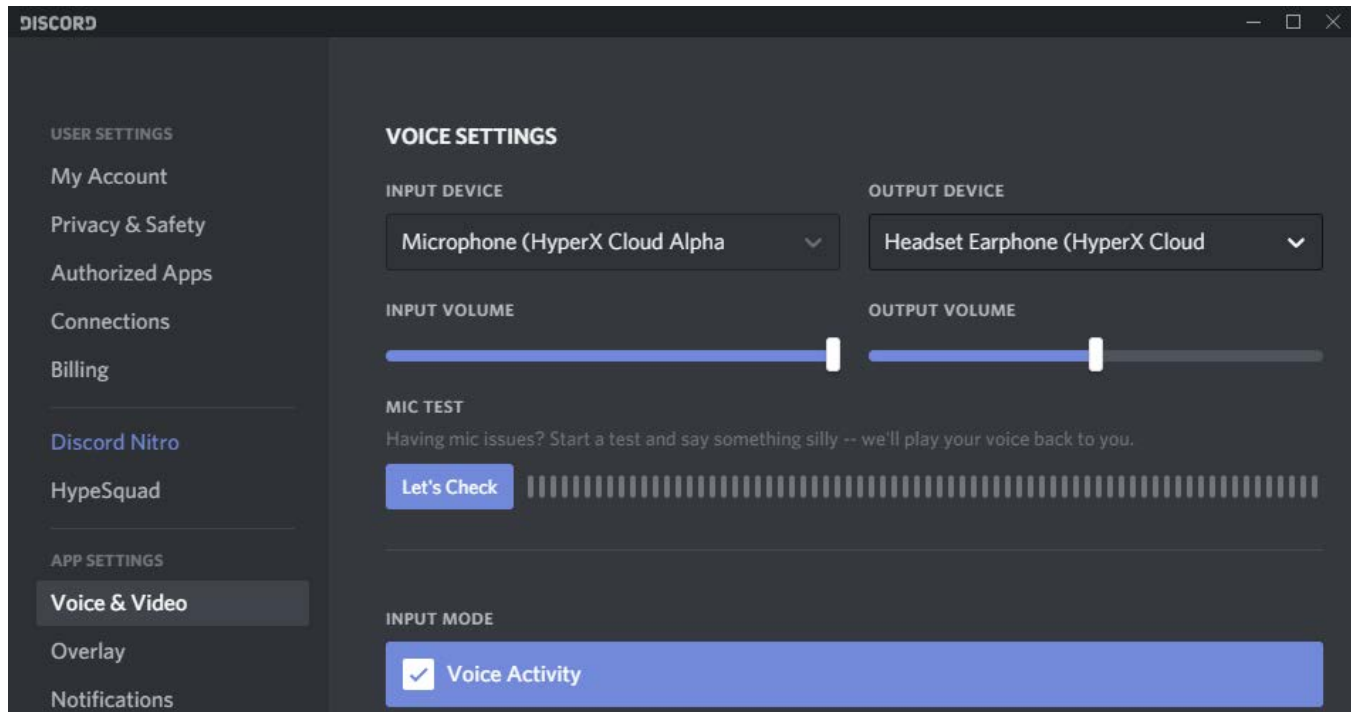 DISCORD
USER SETTINGS
My Account
Privacy & Safety
Authorized Apps
Connections
Billing
Discord Nitro
HypeSquad
APP SETTINGS
Voice & Video
Overlay
Notifications
VOICE SETTINGS
INPUT DEVICE
Microphone (HyperX Cloud Alpha
OUTPUT DEVICE
Headset Earphone (HyperX Cloud
INPUT VOLUME
OUTPUT VOLUME
MIC TEST
Having mic issues? Start a test and say something silly -- we'll play your voice back to you.
Let's Check
INPUT MODE
Voice Activity